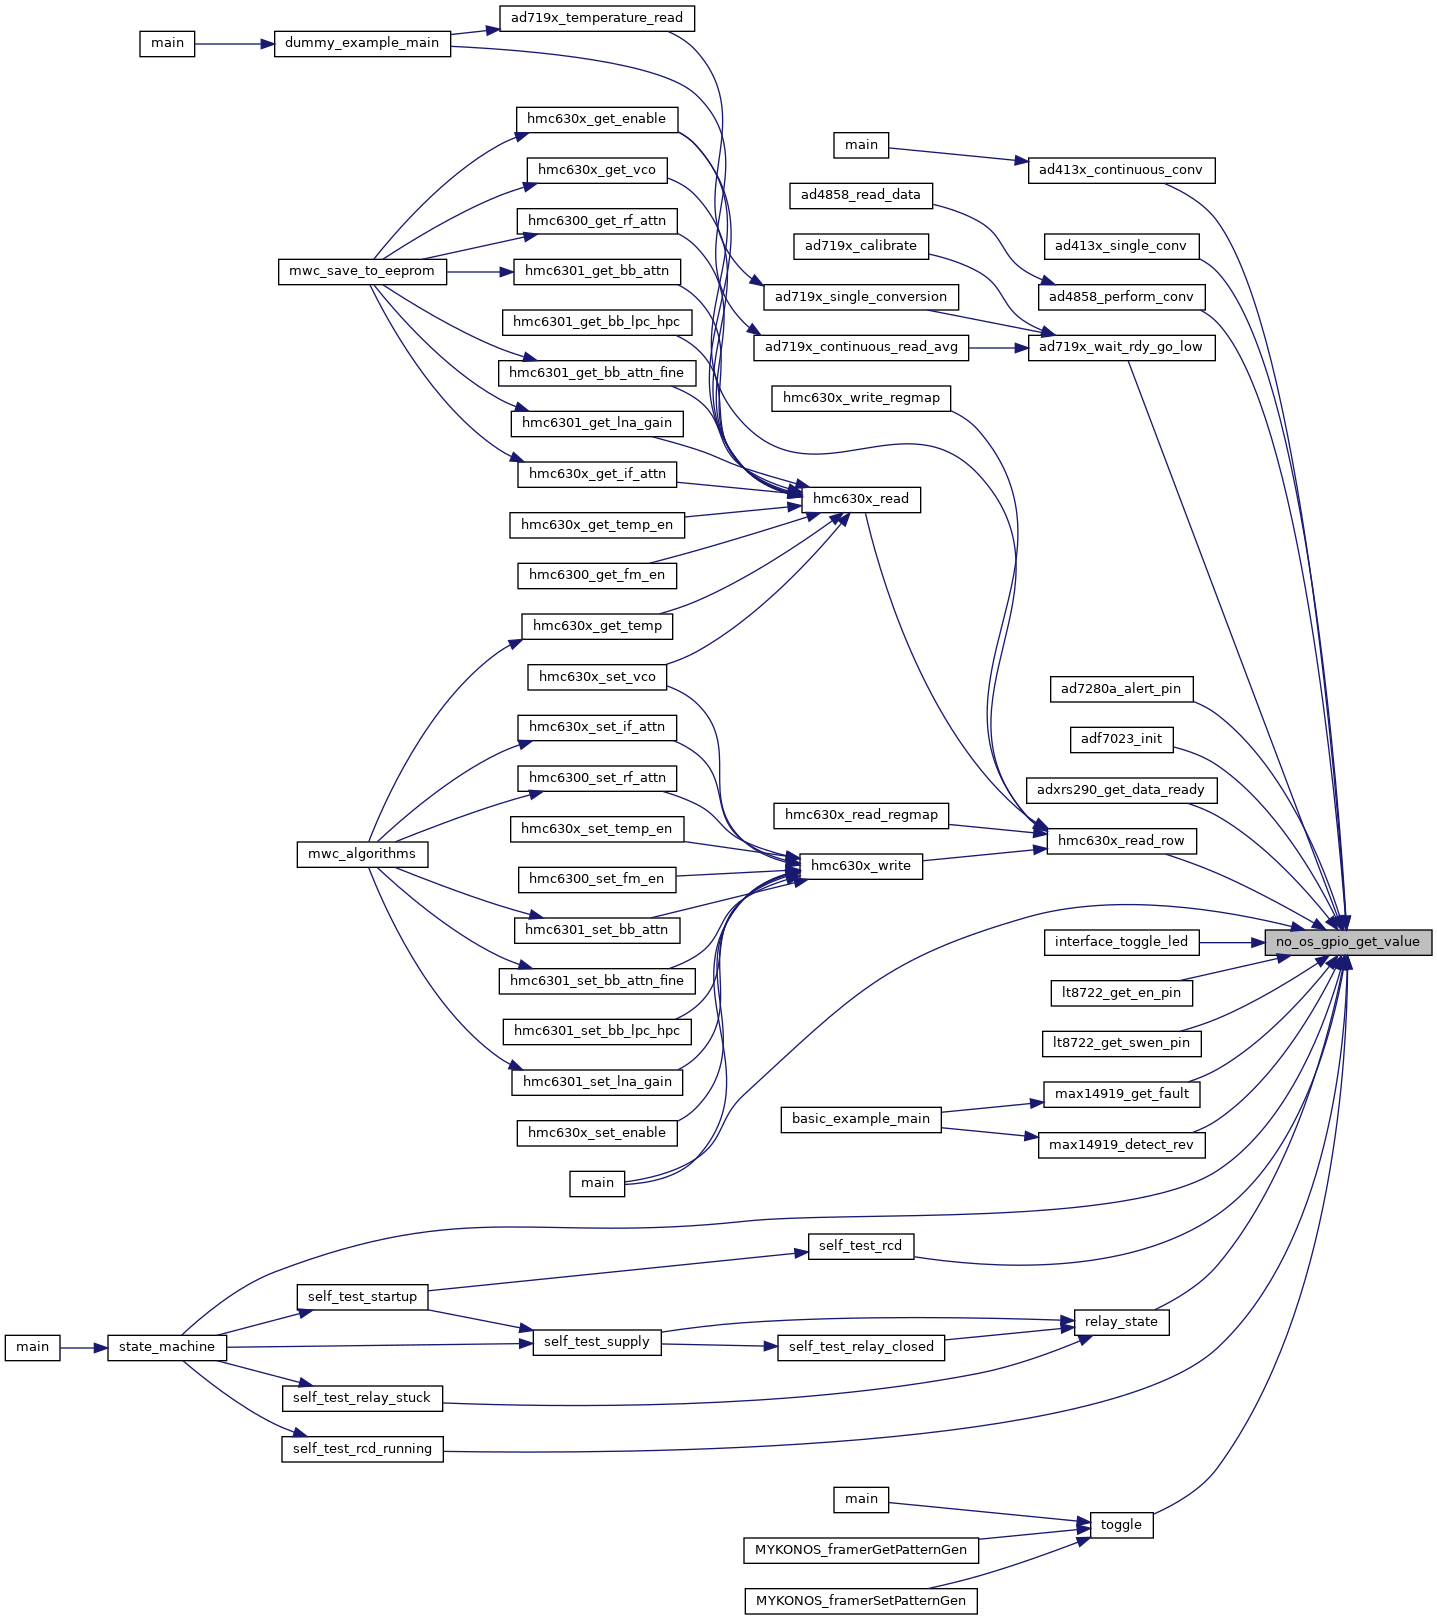 ad719x_temperature_read
main
dummy_example_main
hmc630x_get_enable
main
hmc630x_get_vco
ad413x_continuous_conv
ad4858_read_data
hmc6300_get_rf_attn
ad719x_calibrate
ad413x_single_conv
mwc_save_to_eeprom
hmc6301_get_bb_attn
ad719x_single_conversion
ad4858_perform_conv
hmc6301_get_bb_lpc_hpc
ad719x_continuous_read_avg
ad719x_wait_rdy_go_low
hmc6301_get_bb_attn_fine
hmc630x_write_regmap
hmc6301_get_lna_gain
hmc630x_get_if_attn
hmc630x_read
hmc630x_get_temp_en
hmc6300_get_fm_en
hmc630x_get_temp
hmc630x_set_vco
ad7280a_alert_pin
hmc630x_set_if_attn
adf7023_init
hmc6300_set_rf_attn
adxrs290_get_data_ready
hmc630x_read_regmap
hmc630x_set_temp_en
hmc630x_read_row
mwc_algorithms
hmc630x_write
hmc6300_set_fm_en
hmc6301_set_bb_attn
interface_toggle_led
no_os_gpio_get_value
hmc6301_set_bb_attn_fine
lt8722_get_en_pin
hmc6301_set_bb_lpc_hpc
lt8722_get_swen_pin
hmc6301_set_lna_gain
max14919_get_fault
basic_example_main
hmc630x_set_enable
max14919_detect_rev
main
self_test_rcd
self_test_startup
relay_state
self_test_supply
main
state_machine
self_test_relay_closed
self_test_relay_stuck
self_test_rcd_running
main
toggle
MYKONOS_framerGetPatternGen
MYKONOS_framerSetPatternGen